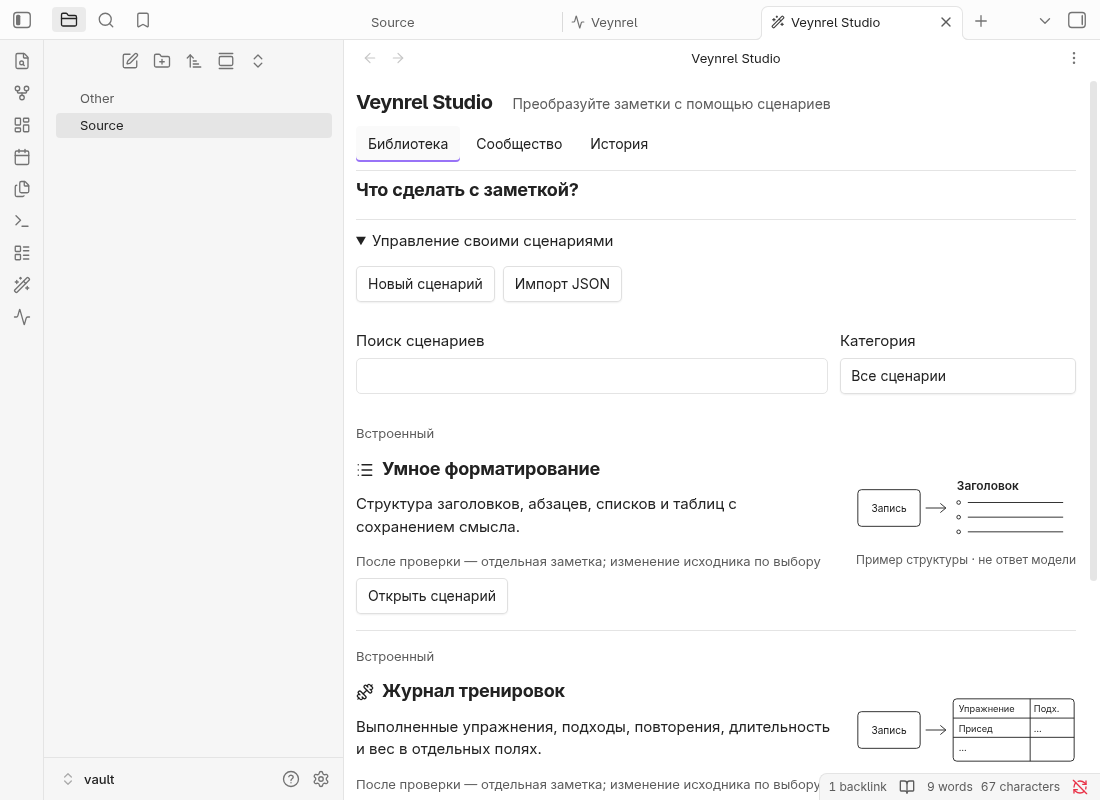 Source
Veynrel
Veynrel Studio
Veynrel Studio
Other
Source
Veynrel Studio
Преобразуйте заметки с помощью сценариев
Библиотека
Сообщество
История
Что сделать с заметкой?
Управление своими сценариями
Новый сценарий
Импорт JSON
Поиск сценариев
Категория
Все сценарии
Встроенный
Умное форматирование
Структура заголовков, абзацев, списков и таблиц с
сохранением смысла.
После проверки — отдельная заметка; изменение исходника по выбору
Открыть сценарий
Запись
Заголовок
Пример структуры · не ответ модели
Встроенный
Журнал тренировок
Выполненные упражнения, подходы, повторения, длительность
и вес в отдельных полях.
После проверки — отдельная заметка; изменение исходника по выбору
Запись
Упражнение Подх.
Присед ...
...
vault
1 backlink
9 words
67 characters